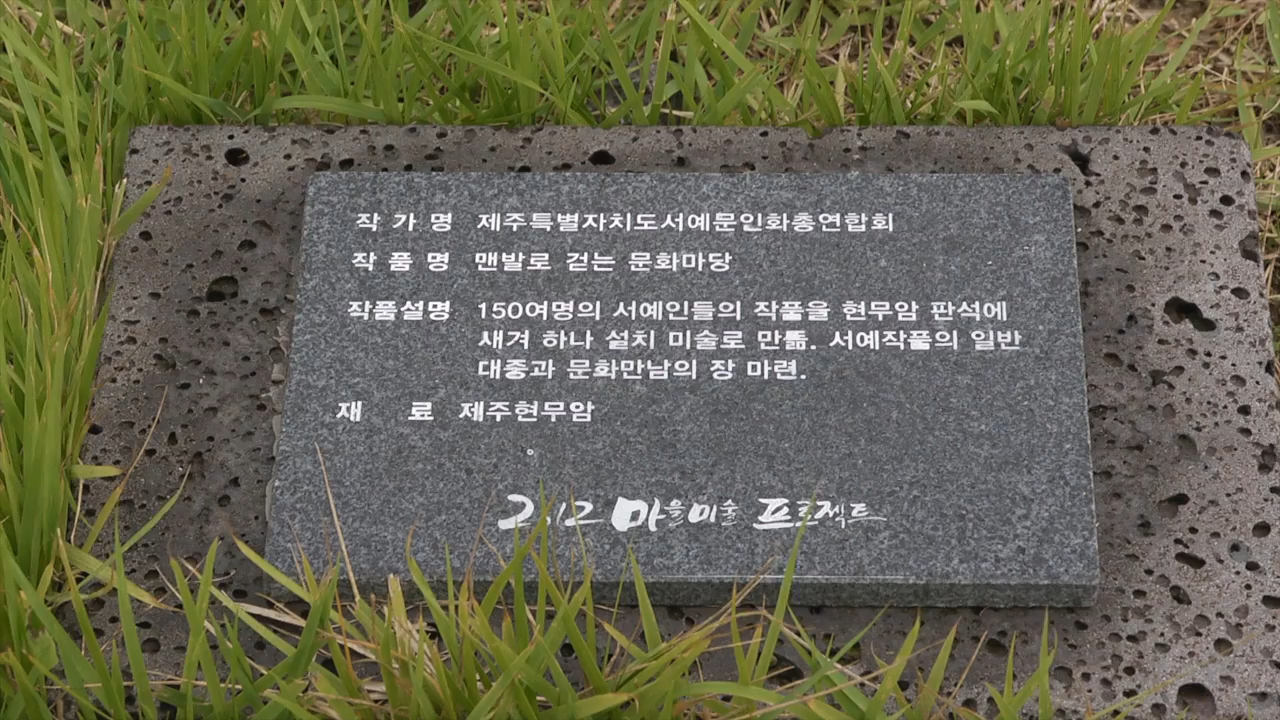 작 가 명 제주특별자치도서예문인화총연합회
작 품 명 맨발로 걷는 문화마당
작품설명 150여명의 서예인들의 작품을 현무암 판석에
새겨 하나 설치 미술로 만듦. 서예작품의 일반
대중과 문화만남의 장 마련.
재 료 제주현무암
2012 마을미술 프로젝트